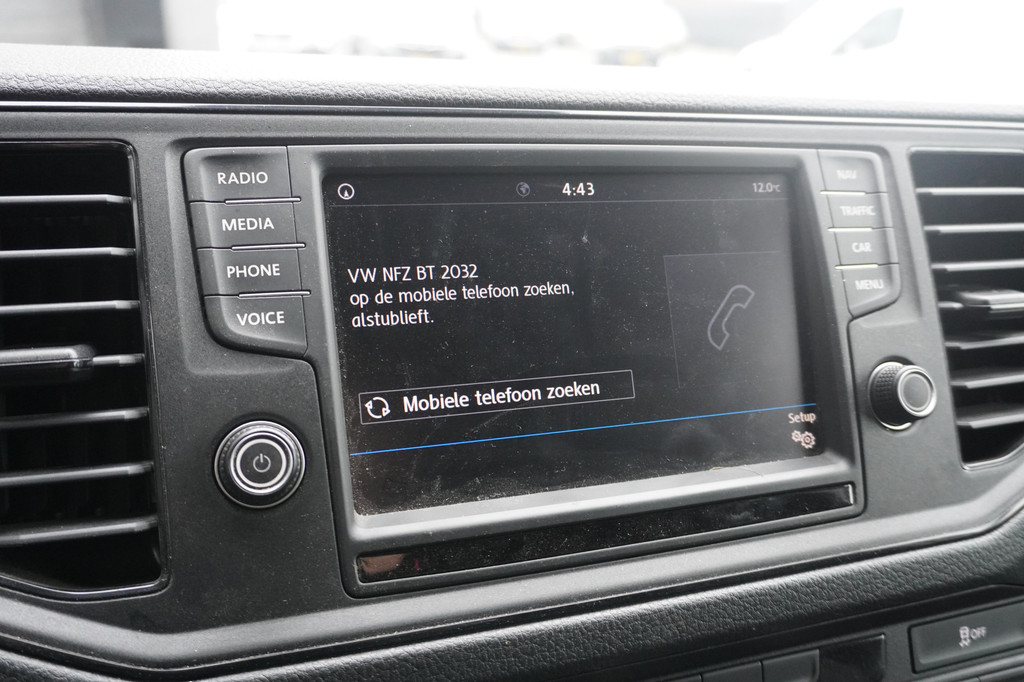 RADIO
MEDIA
PHONE
VOICE
4:43
12.0°c
VW NFZ BT 2032
op de mobiele telefoon zoeken,
alstublieft.
Mobiele telefoon zoeken
Setup
NAV
TRAFFIC
CAR
MENU
OFF